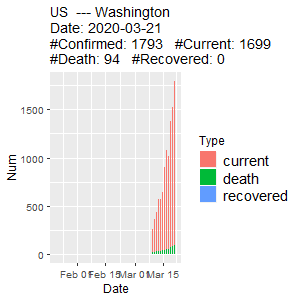 US --- Washington
Date: 2020-03-21
#Confirmed: 1793 #Current: 1699
#Death: 94 #Recovered: 0
1500
1000
500
0
Num
Feb 01 Feb 15 Mar 01 Mar 15
Date
Type
current
death
recovered